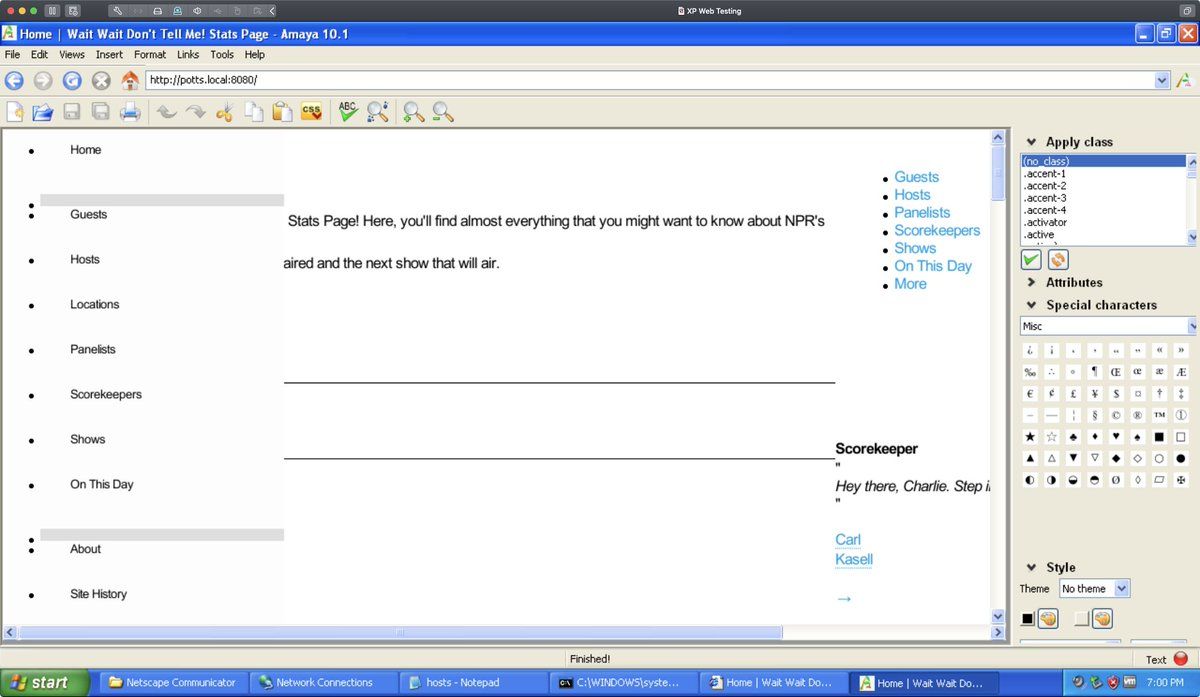 XP Web Testing
Home | Wait Wait Don't Tell Me! Stats Page - Amaya 10.1
File Edit Views Insert Format Links Tools Help
http://potts.local:8080/
ABC
CSS
Home
Guests
Hosts
Locations
Panelists
Scorekeepers
Shows
On This Day
About
Site History
Stats Page! Here, you'll find almost everything that you might want to know about NPR's
aired and the next show that will air.
Guests
Hosts
Panelists
Scorekeepers
Shows
On This Day
More
Scorekeeper
"
Hey there, Charlie. Step i
"
Carl
Kasell
→
Apply class
(no_class)
.accent-1
.accent-2
.accent-3
.accent-4
.activator
.active
Attributes
Special characters
Misc
¿ ¡ ‹ › “ ” « »
‰ ∴ ° ¶ Œ œ æ Æ
€ ¢ £ ¥ $ ¤ † ‡
– — ¦ § © ® ™ ①
★ ☆ ♣ ♦ ♥ ♠ ■ □
▲ △ ▼ ▽ ◆ ◇ ○ ●
◐ ◑ ◒ ◓ Ø ◊ ▱ ✠
Style
Theme No theme
Finished!
Text
start
Netscape Communicator
Network Connections
hosts - Notepad
C:\WINDOWS\syste...
Home | Wait Wait Do...
Home | Wait Wait Do...
7:00 PM